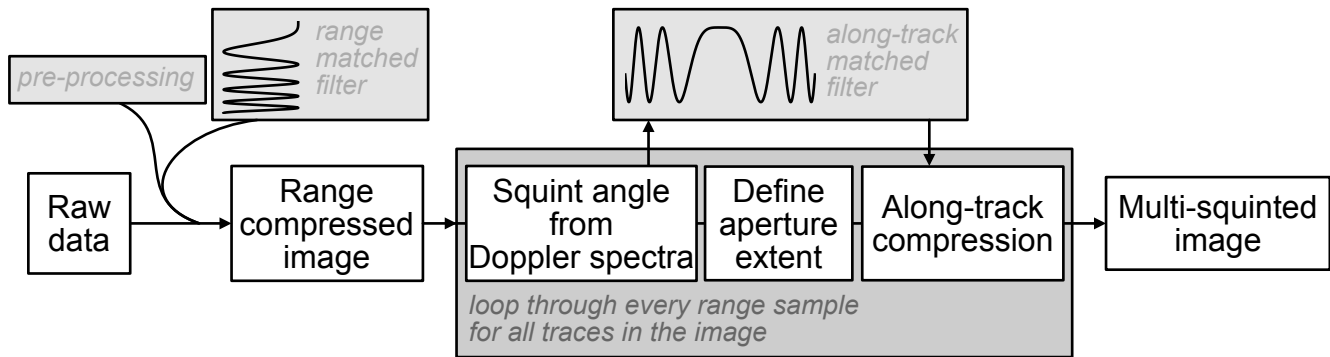 pre-processing
range
matched
filter
along-track
matched
filter
Raw
data
Range
compressed
image
Squint angle
from
Doppler spectra
Define
aperture
extent
Along-track
compression
Multi-squinted
image
loop through every range sample
for all traces in the image